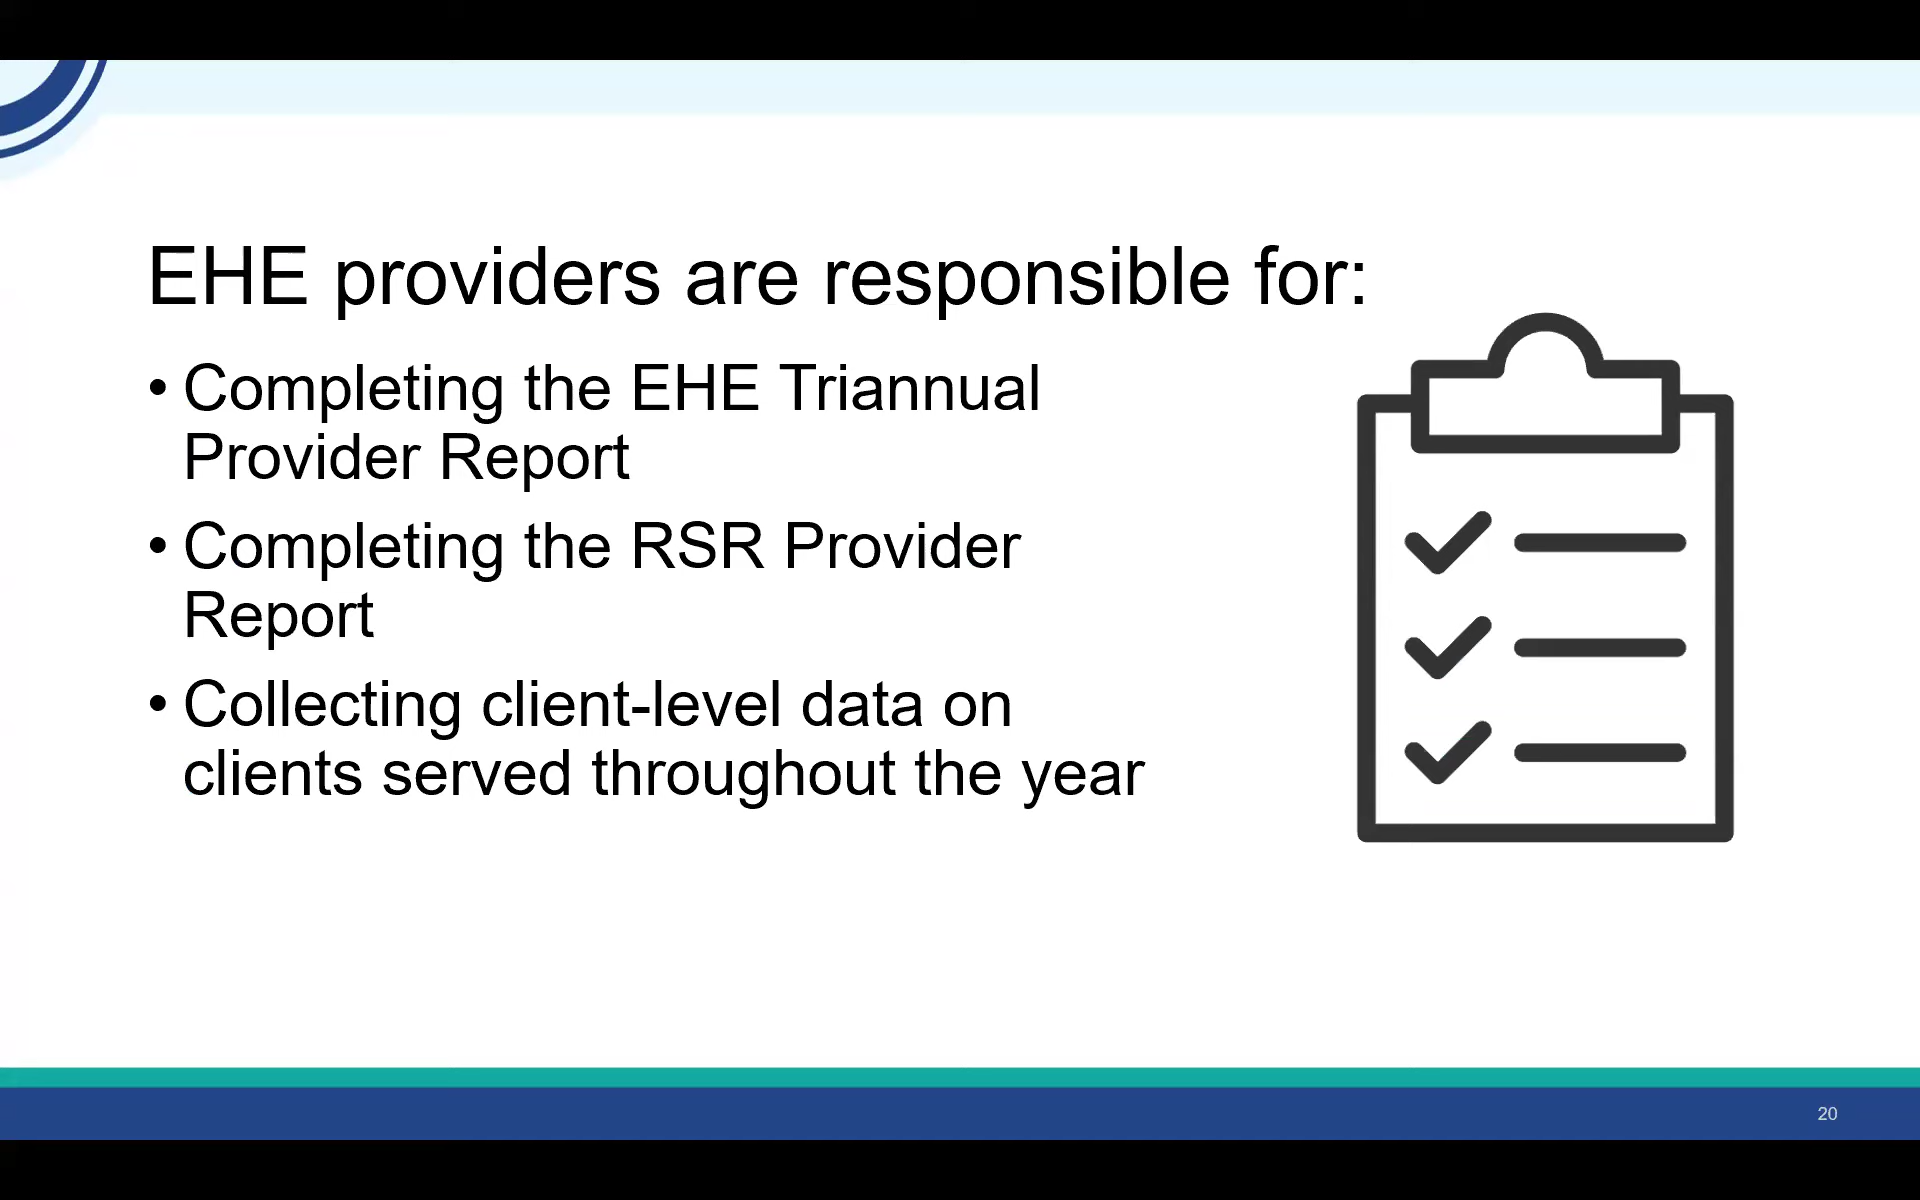 EHE providers are responsible for:
• Completing the EHE Triannual
Provider Report
• Completing the RSR Provider
Report
• Collecting client-level data on
clients served throughout the year
20